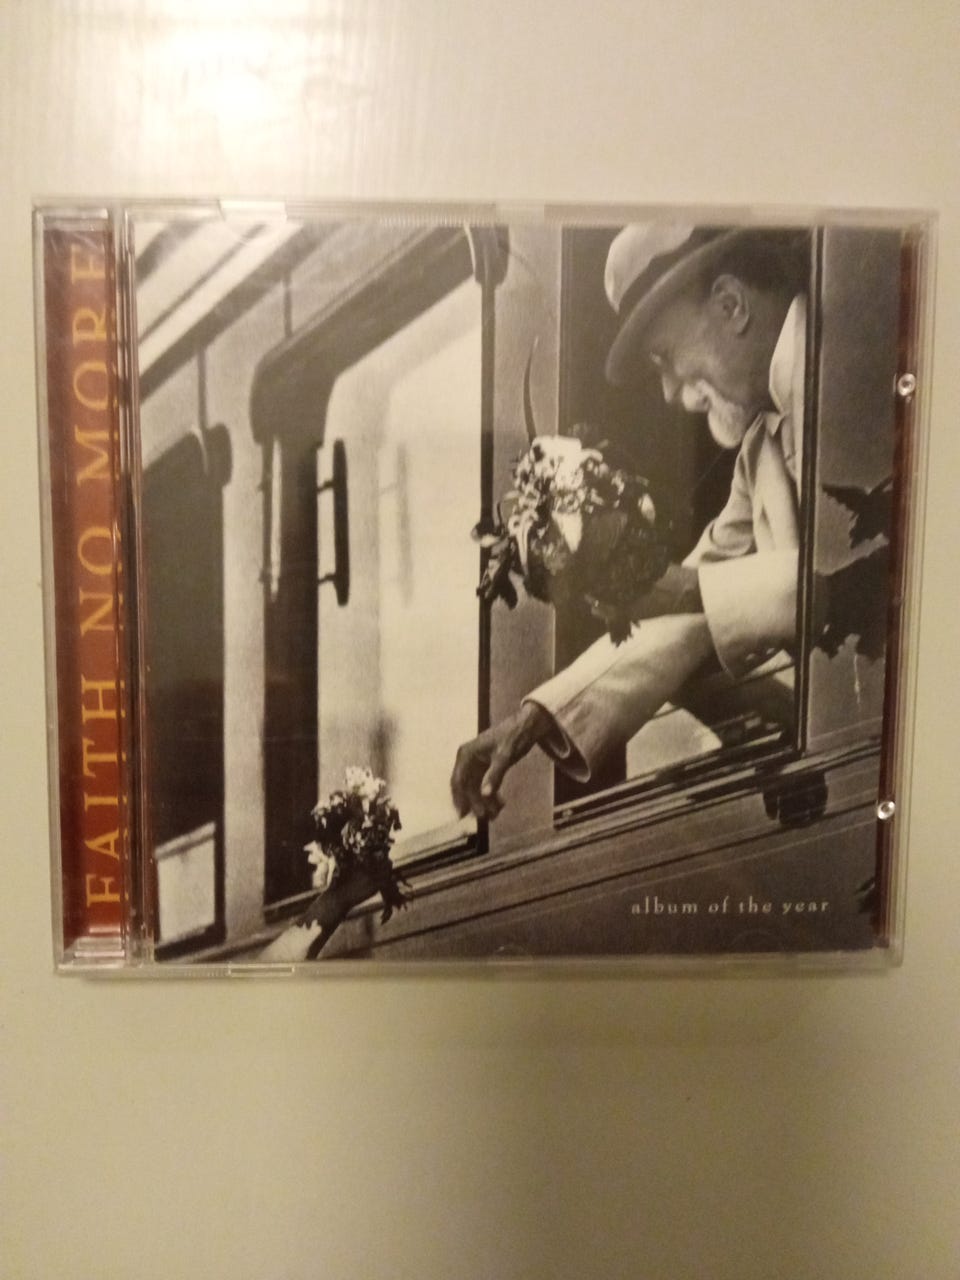 FAITH NO MORE
album of the year